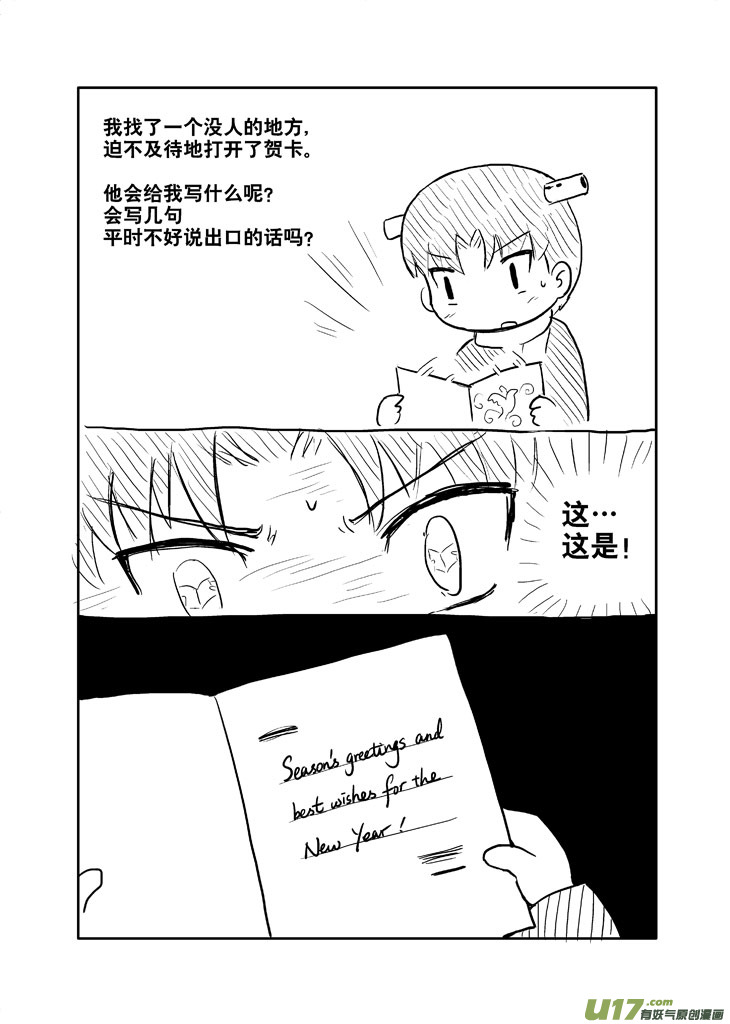 我找了一个没人的地方，
迫不及待地打开了贺卡。
他会给我写什么呢？
会写几句
平时不好说出口的话吗？
这…
这是！
Season's greetings and
best wishes for the
New Year!
U17.com
有妖气原创漫画